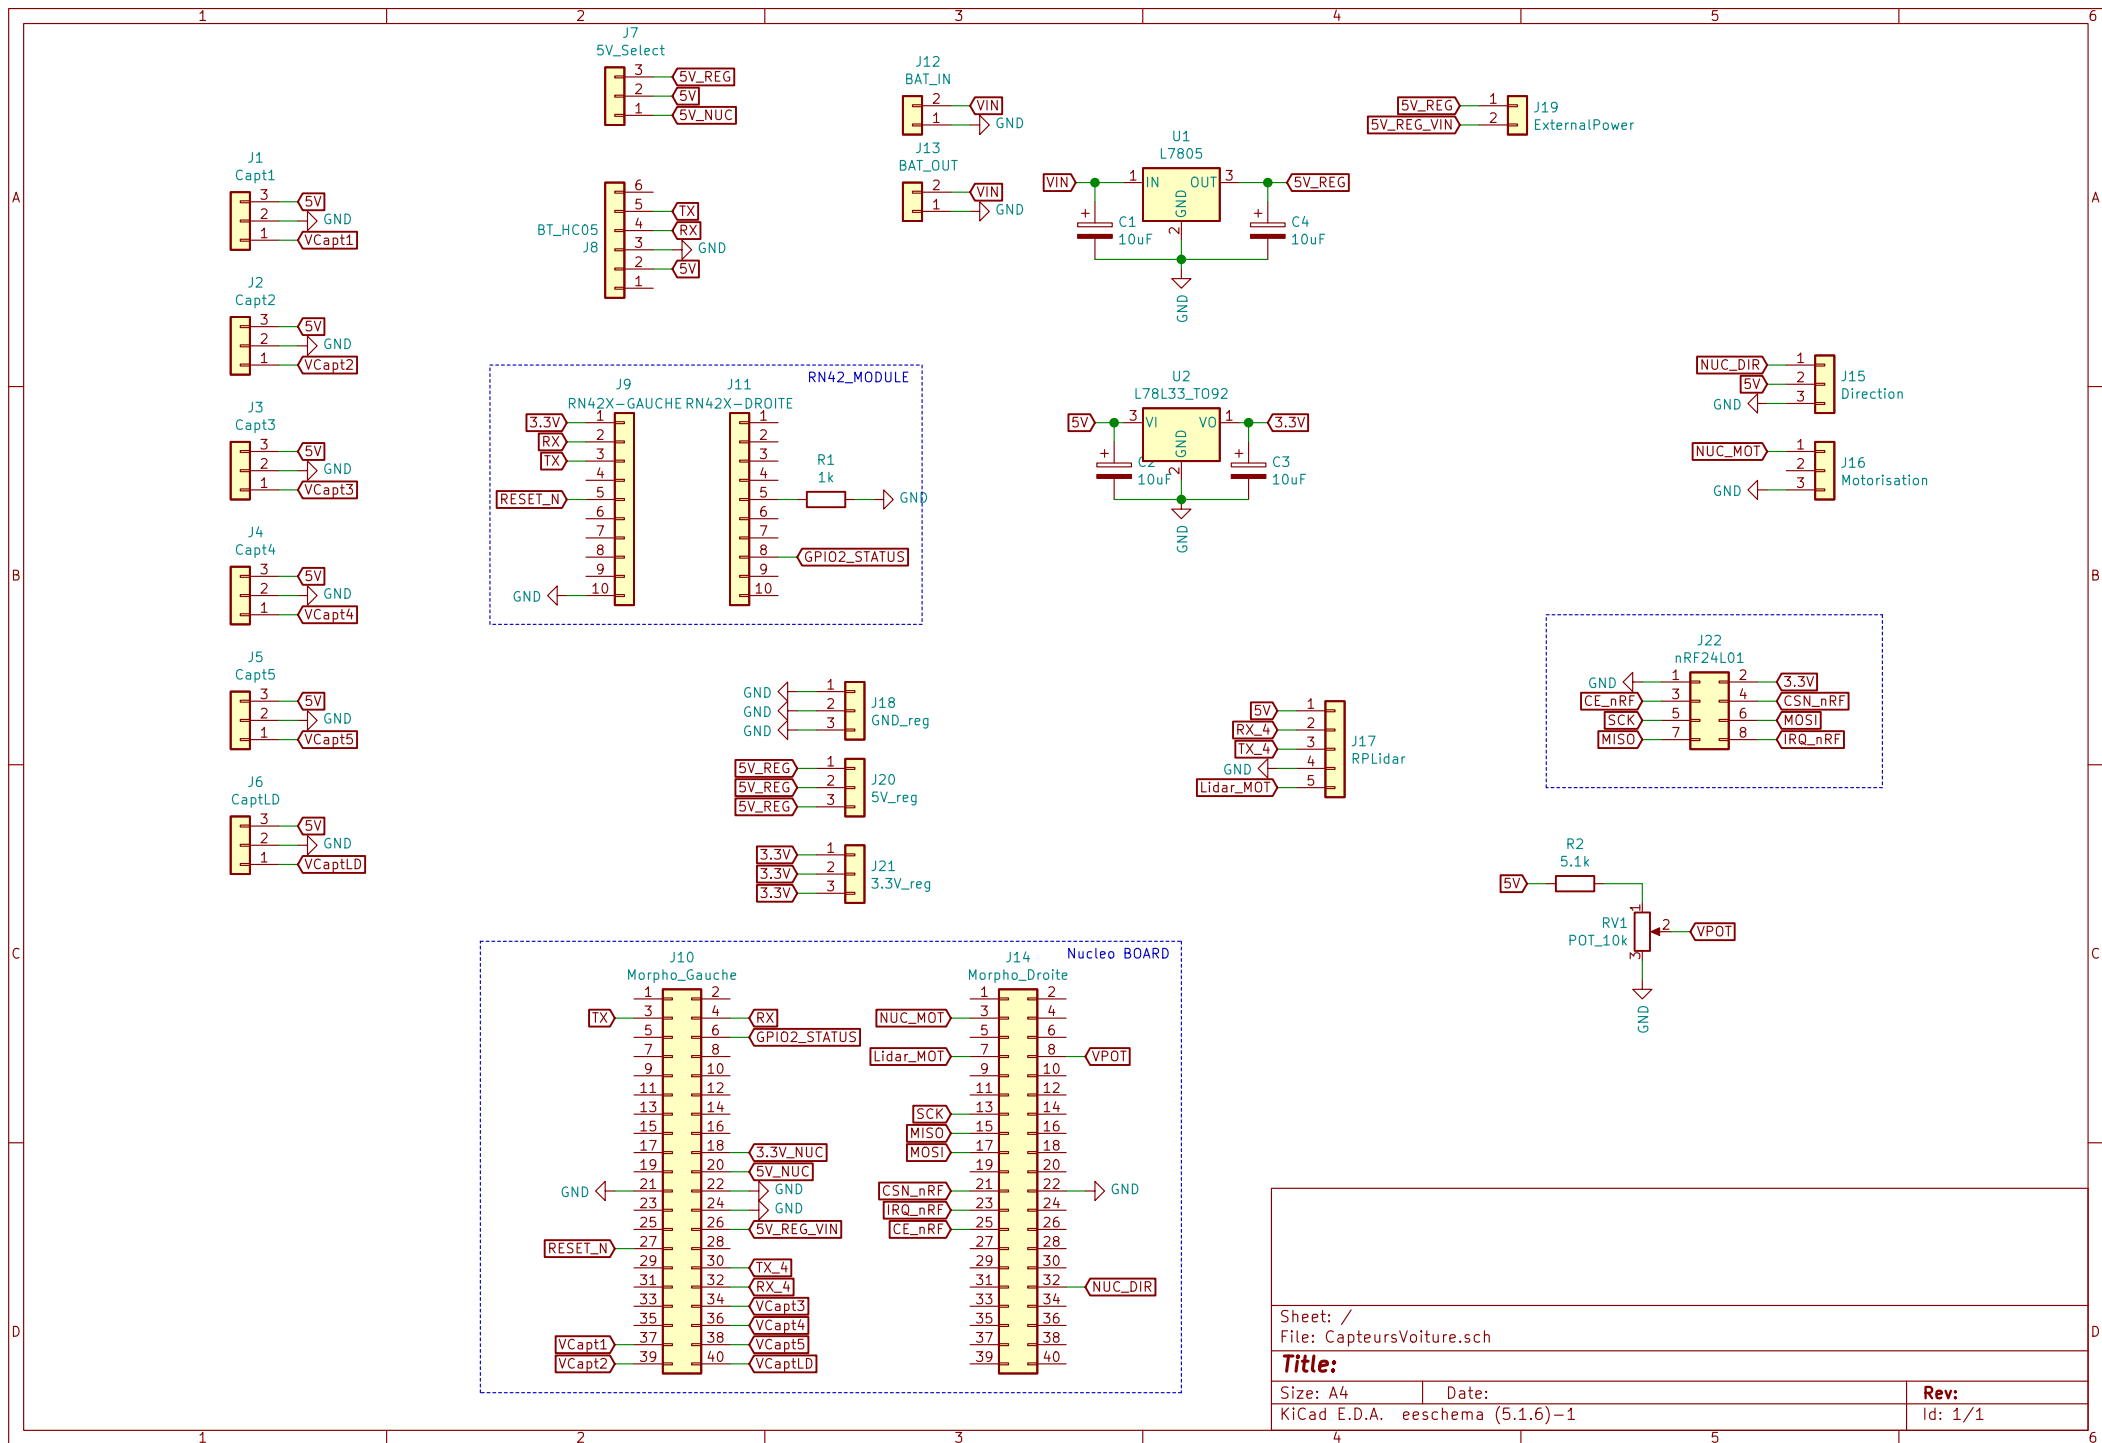 1 2 3 4 5 6
A
B
C
D
A
B
C
D
1 2 3 4 5 6
J1
Capt1
3 5V
2 GND
1 VCapt1
J2
Capt2
3 5V
2 GND
1 VCapt2
J3
Capt3
3 5V
2 GND
1 VCapt3
J4
Capt4
3 5V
2 GND
1 VCapt4
J5
Capt5
3 5V
2 GND
1 VCapt5
J6
CaptLD
3 5V
2 GND
1 VCaptLD
J7
5V_Select
3 5V_REG
2 5V
1 5V_NUC
BT_HC05
J8
6
5 TX
4 RX
3 GND
2 5V
1
J12
BAT_IN
2 VIN
1 GND
J13
BAT_OUT
2 VIN
1 GND
U1
L7805
VIN 1 IN OUT 3 5V_REG
GND
2
+ C1
10uF
+ C4
10uF
GND
5V_REG 1 J19
5V_REG_VIN 2 ExternalPower
RN42_MODULE
J9
RN42X-GAUCHE
3.3V 1
RX 2
TX 3
4
RESET_N 5
6
7
8
9
GND 10
J11
RN42X-DROITE
1
2
3
4
5
6
7
8 GPIO2_STATUS
9
10
R1
1k
GND
U2
L78L33_TO92
5V 3 VI VO 1 3.3V
GND
2
+ C2
10uF
+ C3
10uF
GND
NUC_DIR 1
5V 2
GND 3
J15
Direction
NUC_MOT 1
2
GND 3
J16
Motorisation
J22
nRF24L01
GND 1 2 3.3V
CE_nRF 3 4 CSN_nRF
SCK 5 6 MOSI
MISO 7 8 IRQ_nRF
GND 1
GND 2
GND 3
J18
GND_reg
5V_REG 1
5V_REG 2
5V_REG 3
J20
5V_reg
3.3V 1
3.3V 2
3.3V 3
J21
3.3V_reg
5V 1
RX_4 2
TX_4 3
GND 4
Lidar_MOT 5
J17
RPLidar
R2
5.1k
5V
1
RV1
POT_10k
2 VPOT
3
GND
Nucleo BOARD
J10
Morpho_Gauche
1 2
TX 3 4 RX
5 6 GPIO2_STATUS
7 8
9 10
11 12
13 14
15 16
17 18 3.3V_NUC
19 20 5V_NUC
GND 21 22 GND
23 24 GND
25 26 5V_REG_VIN
RESET_N 27 28
29 30 TX_4
31 32 RX_4
33 34 VCapt3
35 36 VCapt4
VCapt1 37 38 VCapt5
VCapt2 39 40 VCaptLD
J14
Morpho_Droite
1 2
NUC_MOT 3 4
5 6
Lidar_MOT 7 8 VPOT
9 10
11 12
SCK 13 14
MISO 15 16
MOSI 17 18
19 20
CSN_nRF 21 22 GND
IRQ_nRF 23 24
CE_nRF 25 26
27 28
29 30
31 32 NUC_DIR
33 34
35 36
37 38
39 40
Sheet: /
File: CapteursVoiture.sch
Title:
Size: A4 Date: Rev:
KiCad E.D.A. eeschema (5.1.6)-1 Id: 1/1